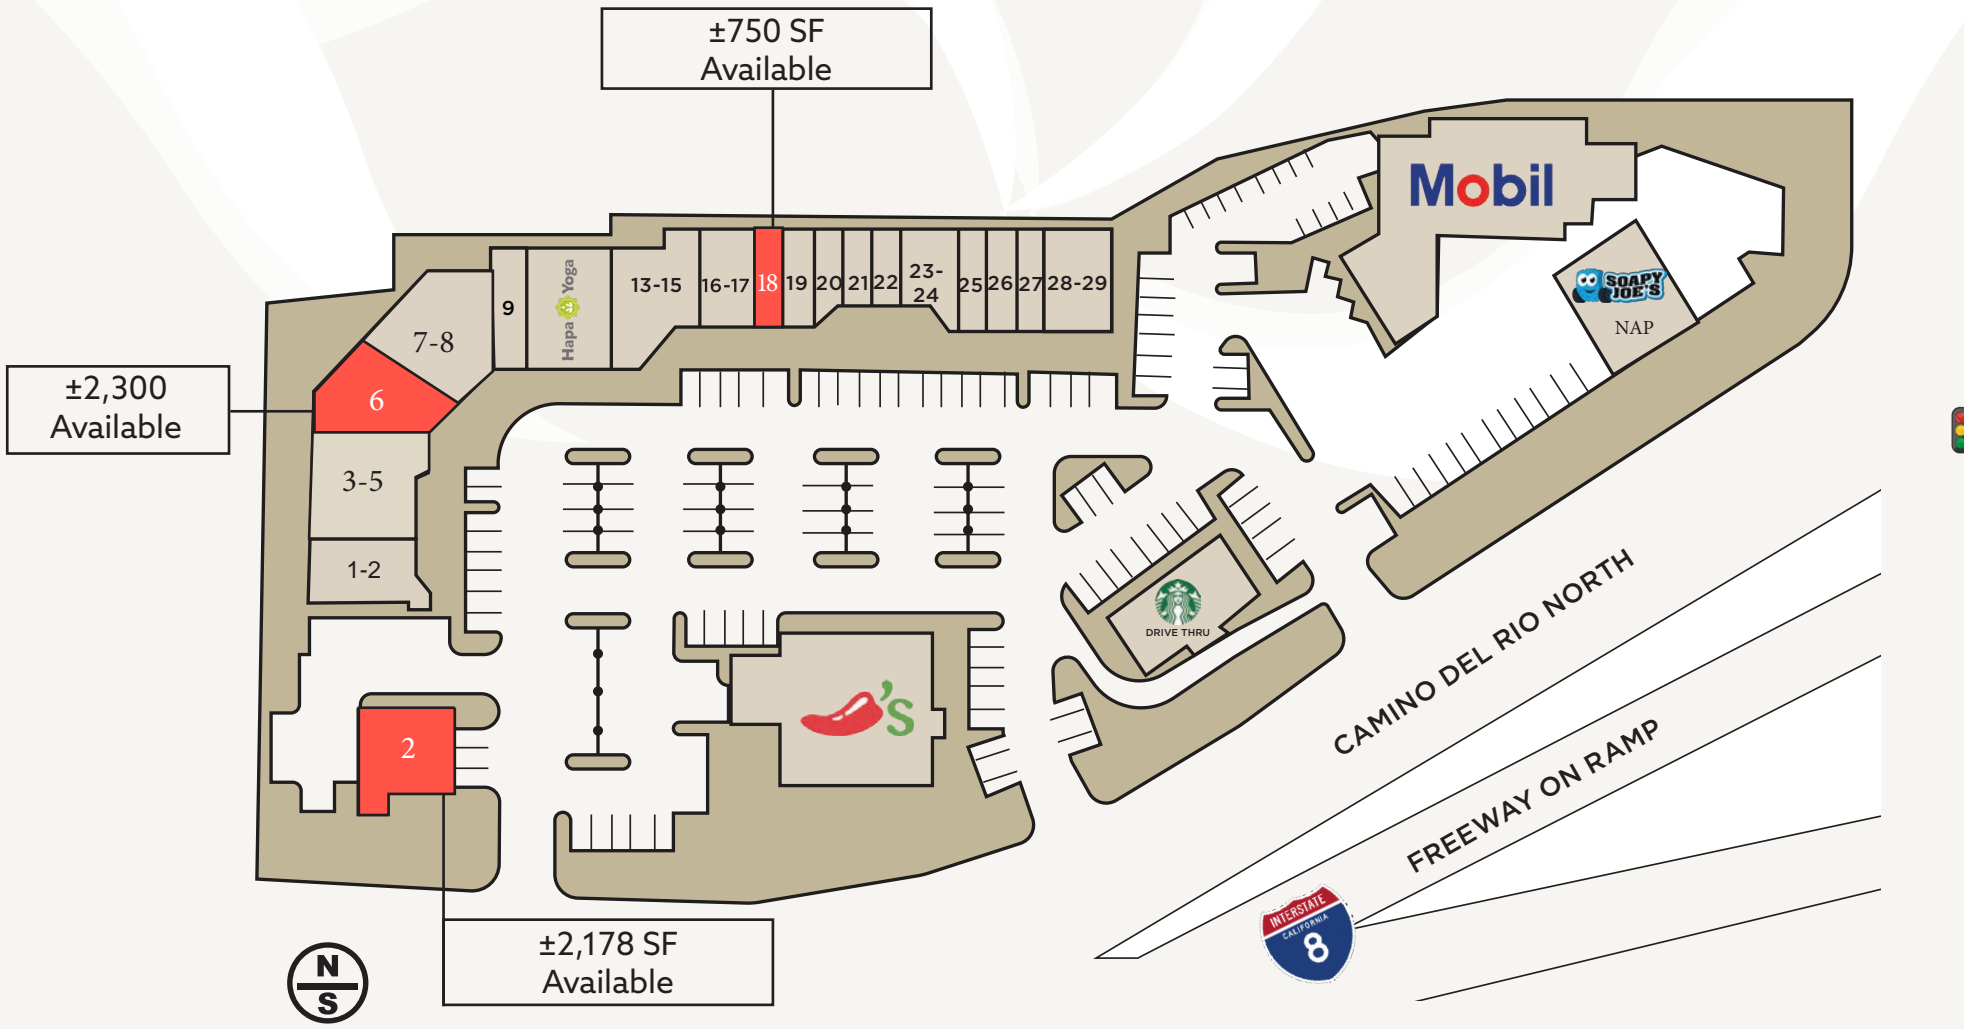 ±750 SF
Available
Mobil
SOAPY
JOE'S
NAP
9
Hapa Yoga
13-15
16-17
18
19
20
21
22
23-
24
25
26
27
28-29
7-8
±2,300
Available
6
3-5
1-2
DRIVE THRU
'S
2
CAMINO DEL RIO NORTH
FREEWAY ON RAMP
±2,178 SF
Available
INTERSTATE
CALIFORNIA
8
N
S